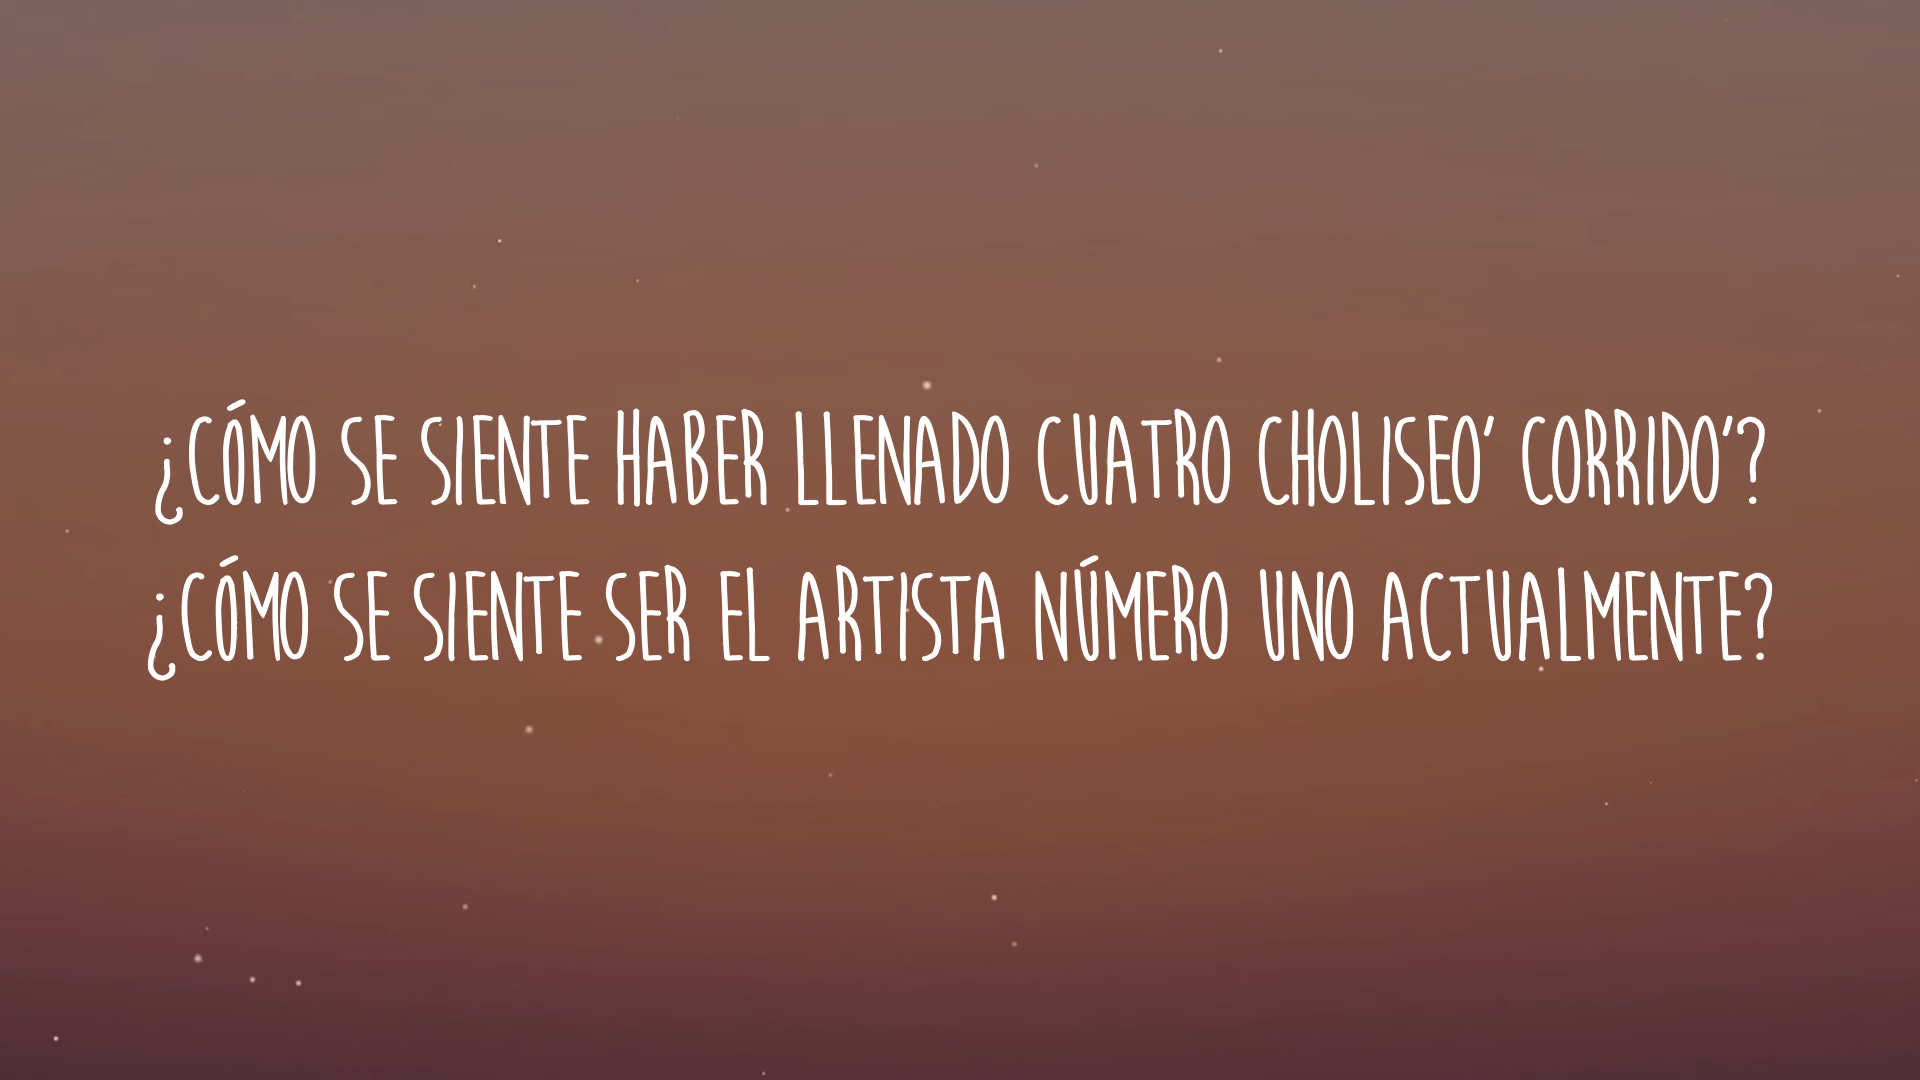 ¿CÓMO SE SIENTE HABER LLENADO CUATRO CHOLISEO' CORRIDO'?
¿CÓMO SE SIENTE SER EL ARTISTA NÚMERO UNO ACTUALMENTE?